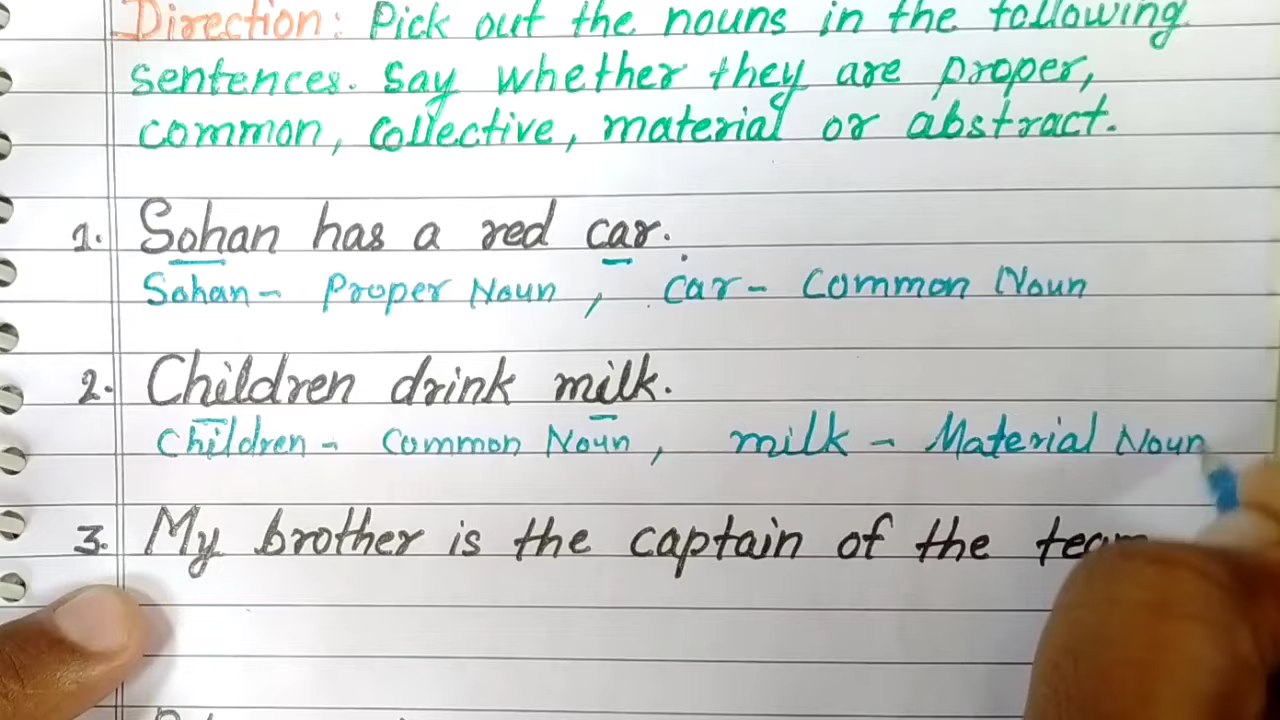 Direction: Pick out the nouns in the following
sentences. Say whether they are proper,
common, Collective, material or abstract.
1. Sohan has a red car.
Sohan - Proper Noun , car - Common Noun
2. Children drink milk.
Children - Common Noun , milk - Material Noun
3. My brother is the captain of the team